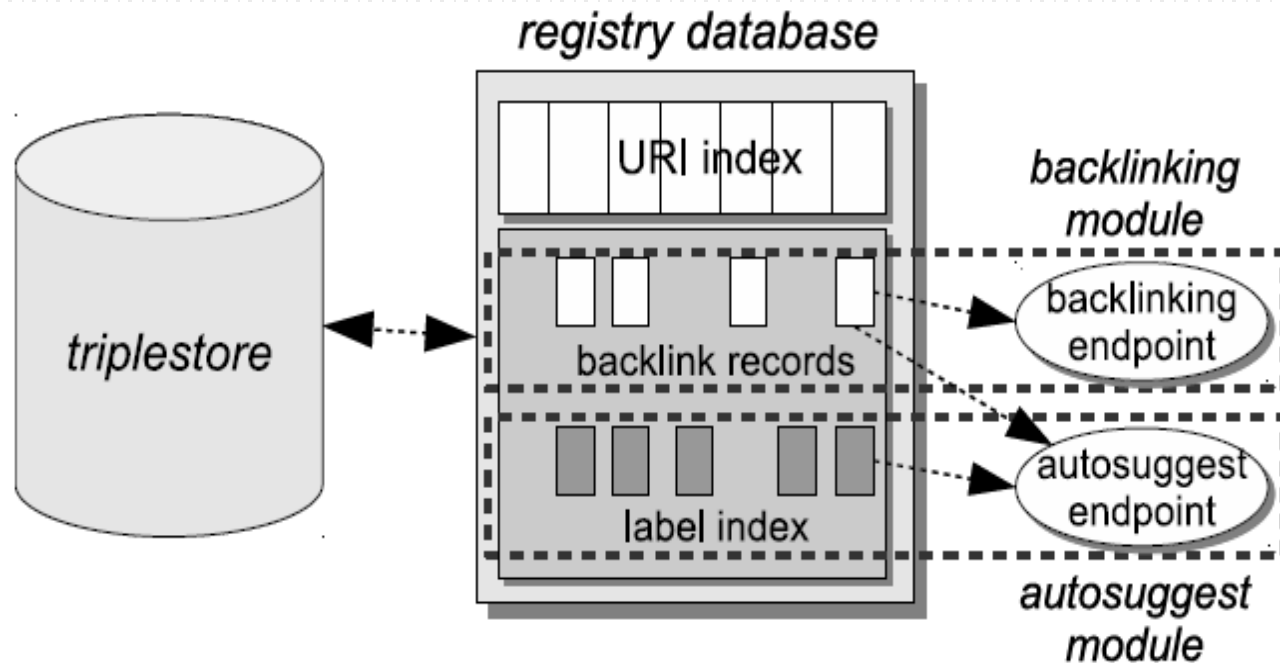 registry database
URI index
backlinking
module
backlinking
endpoint
triplestore
backlink records
autosuggest
endpoint
label index
autosuggest
module